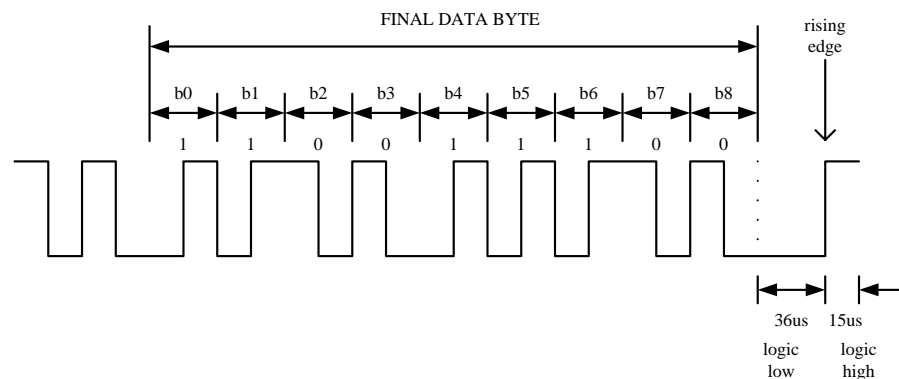 FINAL DATA BYTE
rising
edge
b0 b1 b2 b3 b4 b5 b6 b7 b8
1 1 0 0 1 1 1 0 0
36us 15us
logic logic
low high